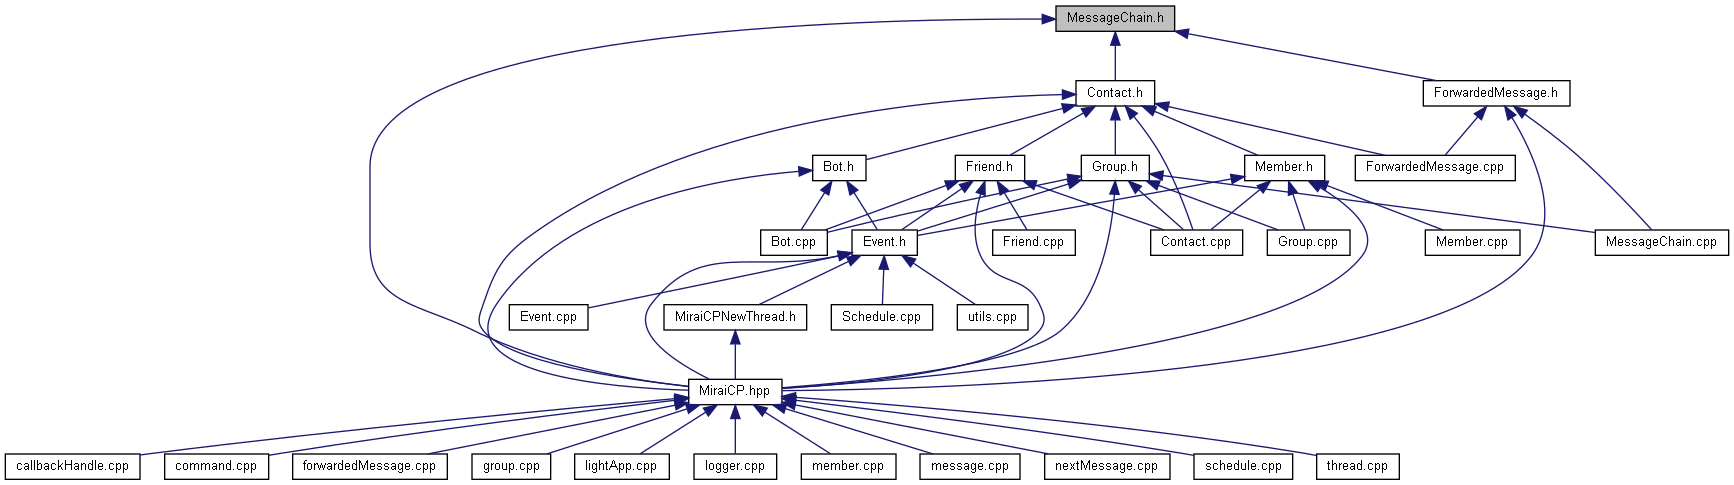 MessageChain.h
Contact.h
ForwardedMessage.h
Bot.h
Friend.h
Group.h
Member.h
ForwardedMessage.cpp
Bot.cpp
Event.h
Friend.cpp
Contact.cpp
Group.cpp
Member.cpp
MessageChain.cpp
Event.cpp
MiraiCPNewThread.h
Schedule.cpp
utils.cpp
MiraiCP.hpp
callbackHandle.cpp
command.cpp
forwardedMessage.cpp
group.cpp
lightApp.cpp
logger.cpp
member.cpp
message.cpp
nextMessage.cpp
schedule.cpp
thread.cpp